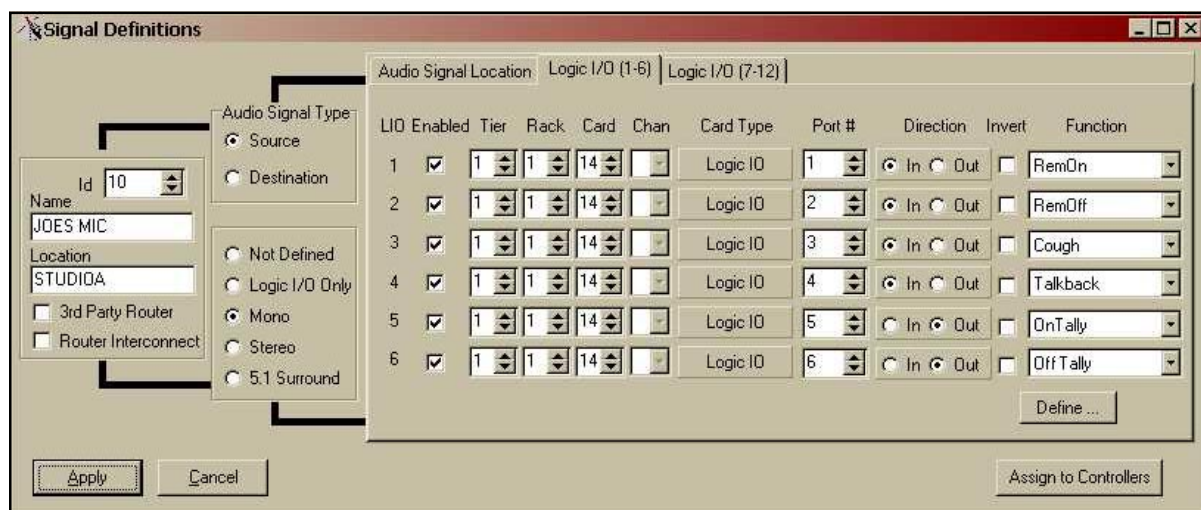 Signal Definitions
Audio Signal Location Logic I/O (1-6) Logic I/O (7-12)
Audio Signal Type
Source
Destination
Id 10
Name
JOES MIC
Location
STUDIOA
3rd Party Router
Router Interconnect
Not Defined
Logic I/O Only
Mono
Stereo
5.1 Surround
LIO Enabled Tier Rack Card Chan Card Type Port # Direction Invert Function
1 1 1 14 Logic IO 1 In Out RemOn
2 1 1 14 Logic IO 2 In Out RemOff
3 1 1 14 Logic IO 3 In Out Cough
4 1 1 14 Logic IO 4 In Out Talkback
5 1 1 14 Logic IO 5 In Out OnTally
6 1 1 14 Logic IO 6 In Out OffTally
Define ...
Apply Cancel Assign to Controllers